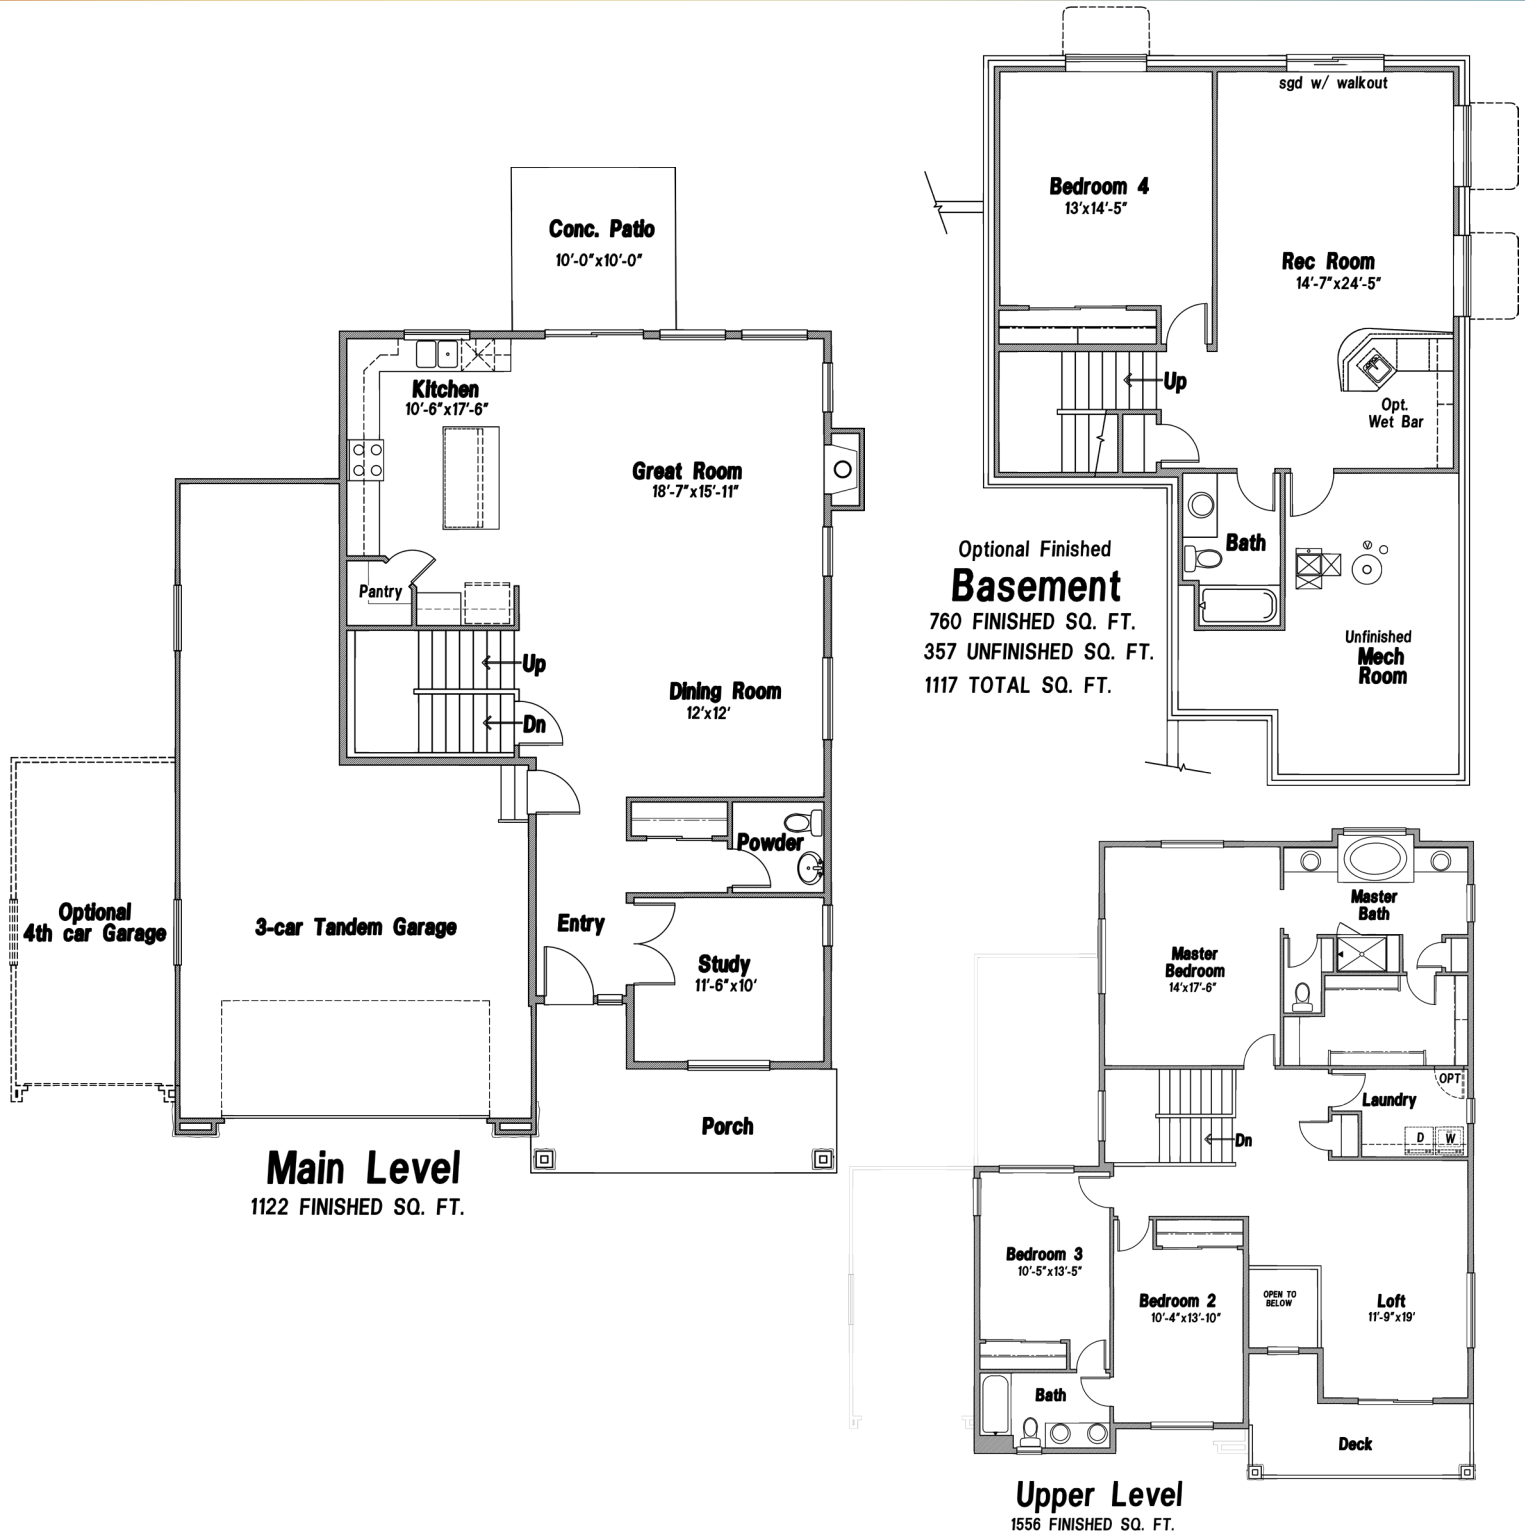 Conc. Patio
10'-0"x10'-0"
Kitchen
10'-6"x17'-6"
Great Room
18'-7"x15'-11"
Pantry
Up
Dn
Dining Room
12'x12'
Powder
Optional
4th car Garage
3-car Tandem Garage
Entry
Study
11'-6"x10'
Porch
Main Level
1122 FINISHED SQ. FT.
sgd w/ walkout
Bedroom 4
13'x14'-5"
Rec Room
14'-7"x24'-5"
Up
Opt.
Wet Bar
Bath
V
Unfinished
Mech
Room
Optional Finished
Basement
760 FINISHED SQ. FT.
357 UNFINISHED SQ. FT.
1117 TOTAL SQ. FT.
Master
Bath
Master
Bedroom
14'x17'-6"
OPT
Laundry
D
W
Dn
Bedroom 3
10'-5"x13'-5"
Bedroom 2
10'-4"x13'-10"
OPEN TO
BELOW
Loft
11'-9"x19'
Bath
Deck
Upper Level
1556 FINISHED SQ. FT.